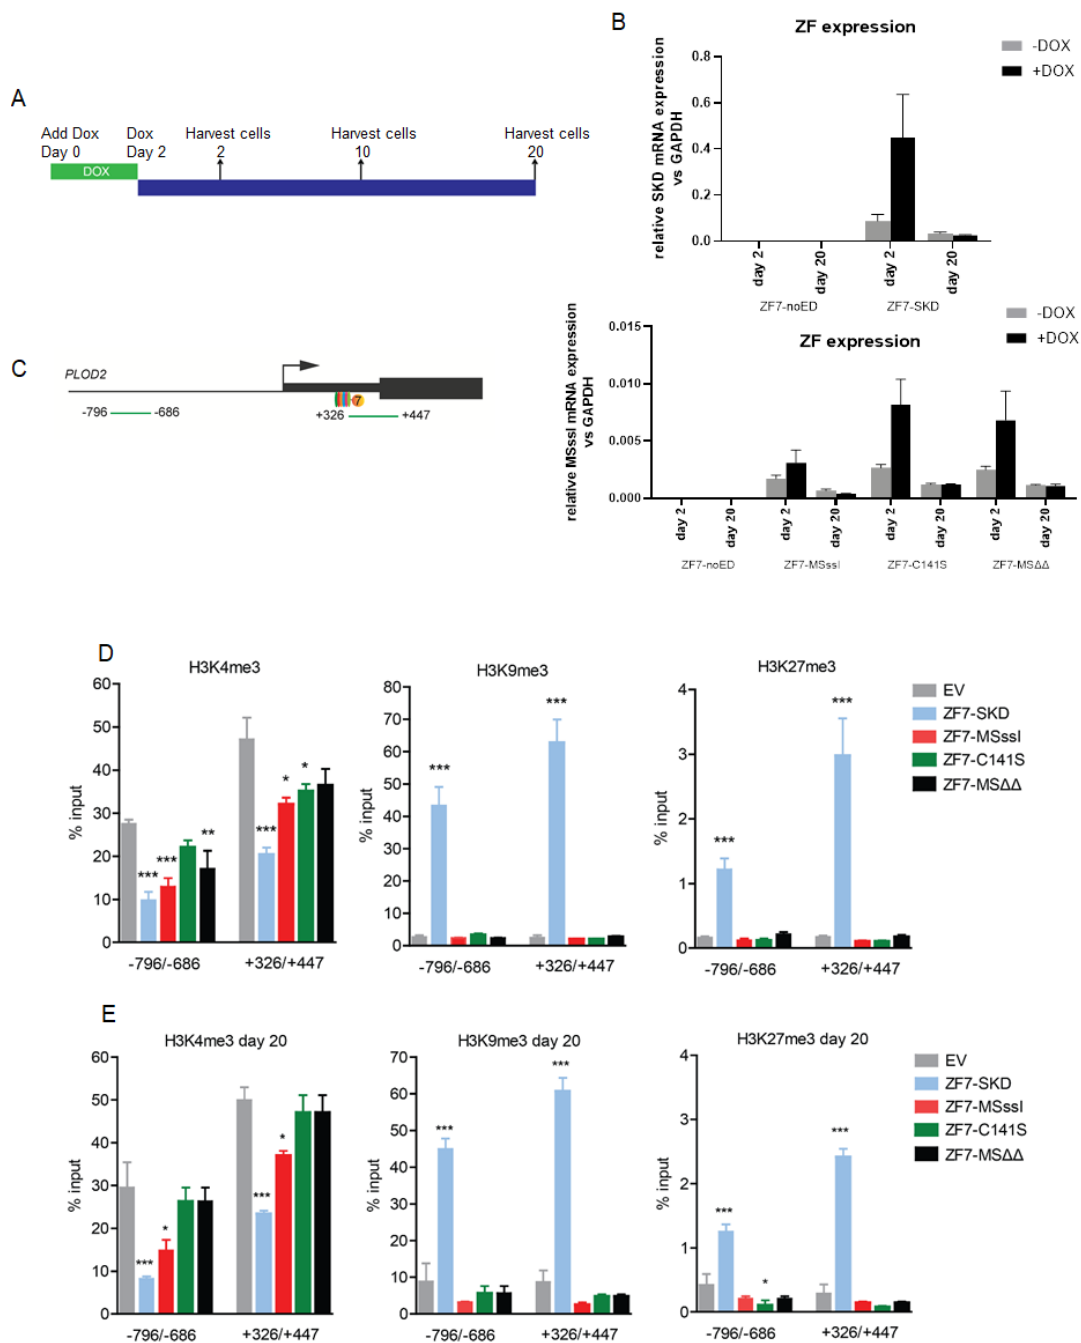 A
Add Dox Dox Harvest cells Harvest cells Harvest cells
Day 0 Day 2 2 10 20
DOX
B
ZF expression
-DOX
+DOX
relative SKD mRNA expression
vs GAPDH
0.8
0.6
0.4
0.2
0.0
day 2
day 20
day 2
day 20
ZF7-noED
ZF7-SKD
ZF expression
-DOX
+DOX
relative MSssI mRNA expression
vs GAPDH
0.015
0.010
0.005
0.000
day 2
day 20
day 2
day 20
day 2
day 20
day 2
day 20
ZF7-noED
ZF7-MSssI
ZF7-C141S
ZF7-MSΔΔ
C
PLOD2
7
-796
-686
+326
+447
D
H3K4me3
% input
60
50
40
30
20
10
0
*** *** **
*** * *
-796/-686 +326/+447
H3K9me3
% input
80
70
60
50
40
30
20
10
0
***
***
-796/-686 +326/+447
H3K27me3
% input
4
3
2
1
0
***
***
-796/-686 +326/+447
EV
ZF7-SKD
ZF7-MSssI
ZF7-C141S
ZF7-MSΔΔ
E
H3K4me3 day 20
% input
60
50
40
30
20
10
0
*** *
*** *
-796/-686 +326/+447
H3K9me3 day 20
% input
70
60
50
40
30
20
10
0
***
***
-796/-686 +326/+447
H3K27me3 day 20
% input
4
3
2
1
0
*** *
***
-796/-686 +326/+447
EV
ZF7-SKD
ZF7-MSssI
ZF7-C141S
ZF7-MSΔΔ